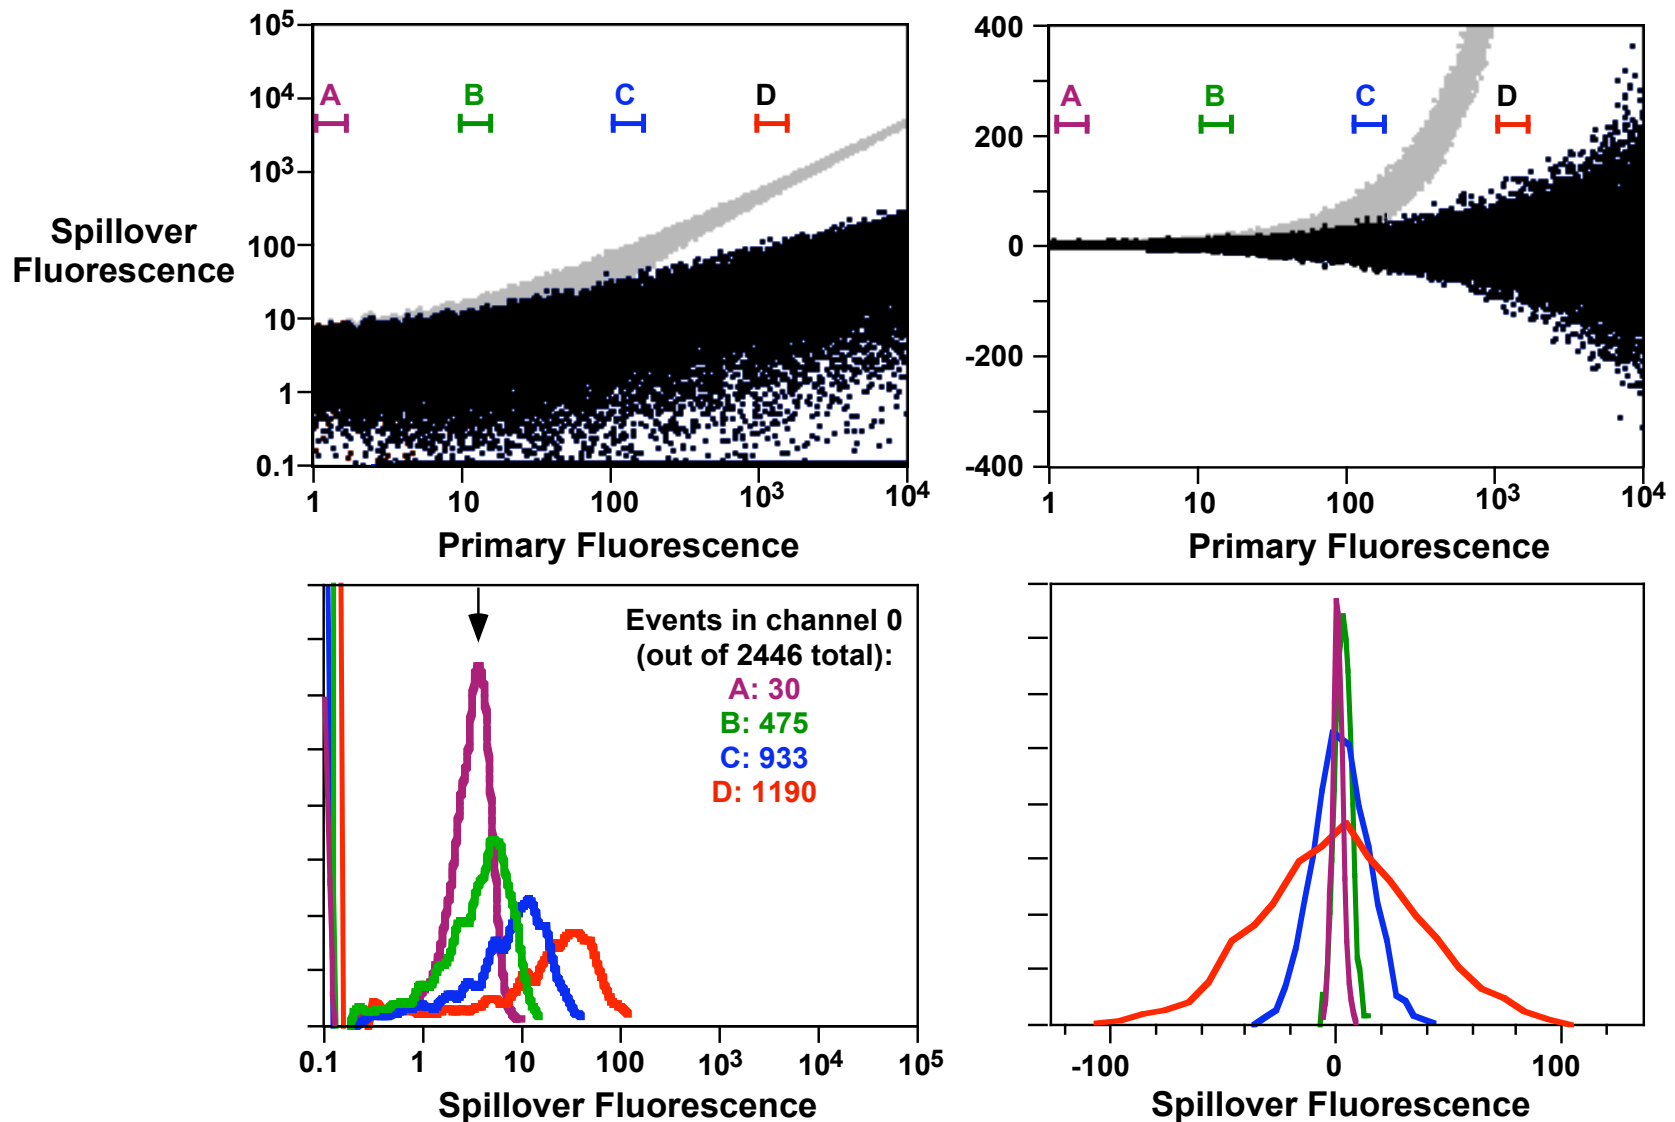 Spillover
Fluorescence
10⁵
10⁴
10³
100
10
1
0.1
A
B
C
D
1
10
100
10³
10⁴
Primary Fluorescence
400
200
0
-200
-400
A
B
C
D
1
10
100
10³
10⁴
Primary Fluorescence
Events in channel 0
(out of 2446 total):
A: 30
B: 475
C: 933
D: 1190
0.1
1
10
100
10³
10⁴
10⁵
Spillover Fluorescence
-100
0
100
Spillover Fluorescence